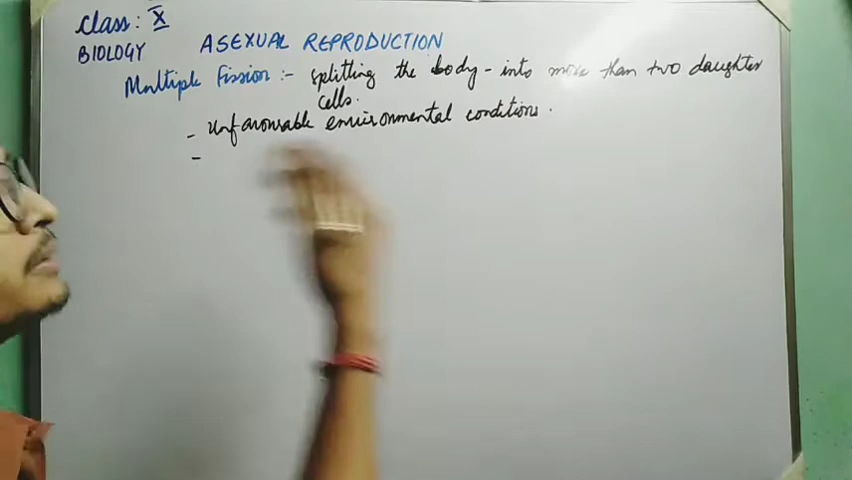 Class: X
BIOLOGY ASEXUAL REPRODUCTION
Multiple Fission :- splitting the body - into more than two daughter
cells.
- Unfavourable environmental conditions.
-